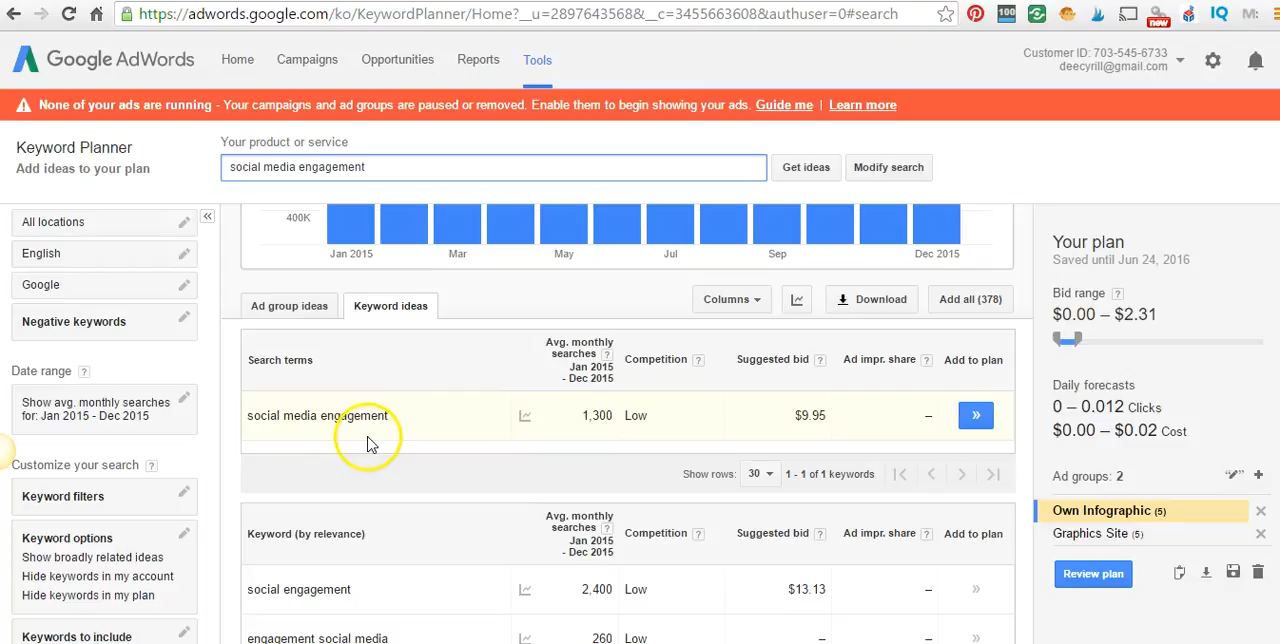 https://adwords.google.com/ko/KeywordPlanner/Home?__u=2897643568&__c=3455663608&authuser=0#search
100
new
IQ
M:
Google AdWords
Home Campaigns Opportunities Reports Tools
Customer ID: 703-545-6733
deecyrill@gmail.com
None of your ads are running - Your campaigns and ad groups are paused or removed. Enable them to begin showing your ads. Guide me | Learn more
Keyword Planner
Add ideas to your plan
Your product or service
social media engagement
Get ideas
Modify search
All locations
English
Google
Negative keywords
Date range ?
Show avg. monthly searches
for: Jan 2015 - Dec 2015
Customize your search ?
Keyword filters
Keyword options
Show broadly related ideas
Hide keywords in my account
Hide keywords in my plan
Keywords to include
400K
Jan 2015 Mar May Jul Sep Dec 2015
Ad group ideas Keyword ideas
Columns
Download
Add all (378)
Search terms
Avg. monthly
searches ?
Jan 2015
- Dec 2015
Competition ?
Suggested bid ?
Ad impr. share ?
Add to plan
social media engagement 1,300 Low $9.95 – »
Show rows: 30 1 - 1 of 1 keywords
Keyword (by relevance)
Avg. monthly
searches ?
Jan 2015
- Dec 2015
Competition ?
Suggested bid ?
Ad impr. share ?
Add to plan
social engagement 2,400 Low $13.13 – »
engagement social media 260 Low – – »
Your plan
Saved until Jun 24, 2016
Bid range ?
$0.00 – $2.31
Daily forecasts
0 – 0.012 Clicks
$0.00 – $0.02 Cost
Ad groups: 2
Own Infographic (5)
Graphics Site (5)
Review plan